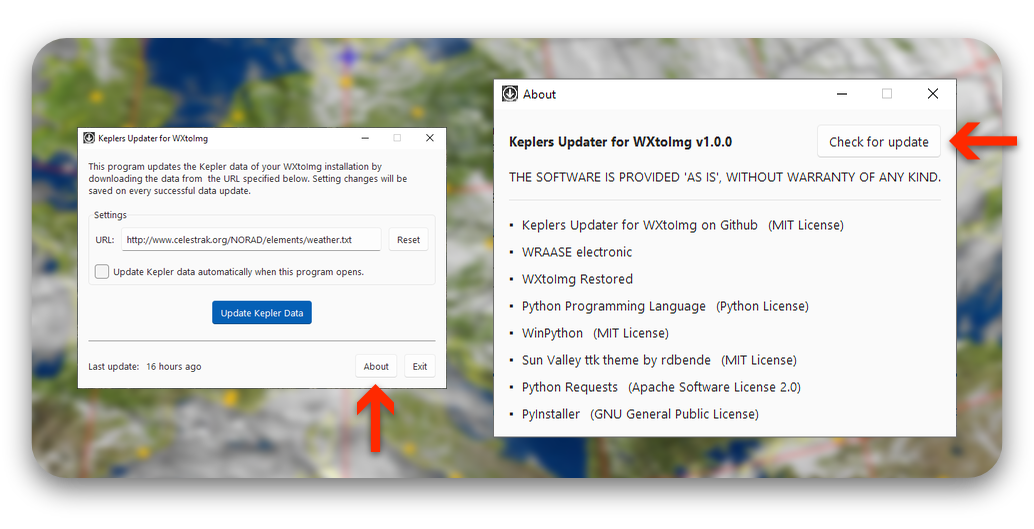 Keplers Updater for WXtoImg
This program updates the Kepler data of your WXtoImg installation by
downloading the data from the URL specified below. Setting changes will be
saved on every successful data update.
Settings
URL: http://www.celestrak.org/NORAD/elements/weather.txt Reset
Update Kepler data automatically when this program opens.
Update Kepler Data
Last update: 16 hours ago About Exit
About
Keplers Updater for WXtoImg v1.0.0 Check for update
THE SOFTWARE IS PROVIDED 'AS IS', WITHOUT WARRANTY OF ANY KIND.
• Keplers Updater for WXtoImg on Github (MIT License)
• WRAASE electronic
• WXtoImg Restored
• Python Programming Language (Python License)
• WinPython (MIT License)
• Sun Valley ttk theme by rdbende (MIT License)
• Python Requests (Apache Software License 2.0)
• PyInstaller (GNU General Public License)